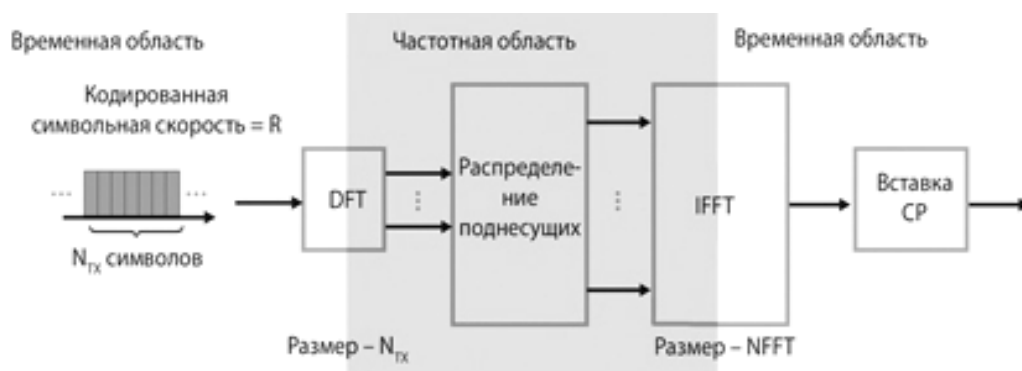 Временная область
Частотная область
Временная область
Кодированная
символьная скорость = R
... ...
N_TX символов
DFT
...
Распределе-
ние
поднесущих
...
IFFT
Вставка
CP
Размер – N_TX
Размер – NFFT